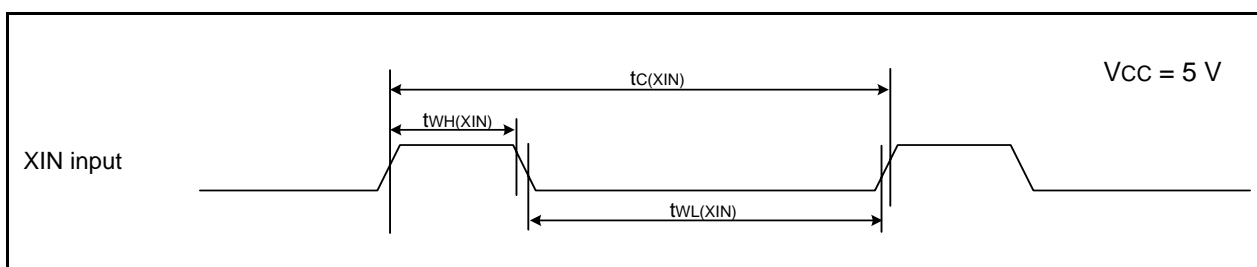 VCC = 5 V
tC(XIN)
tWH(XIN)
XIN input
tWL(XIN)